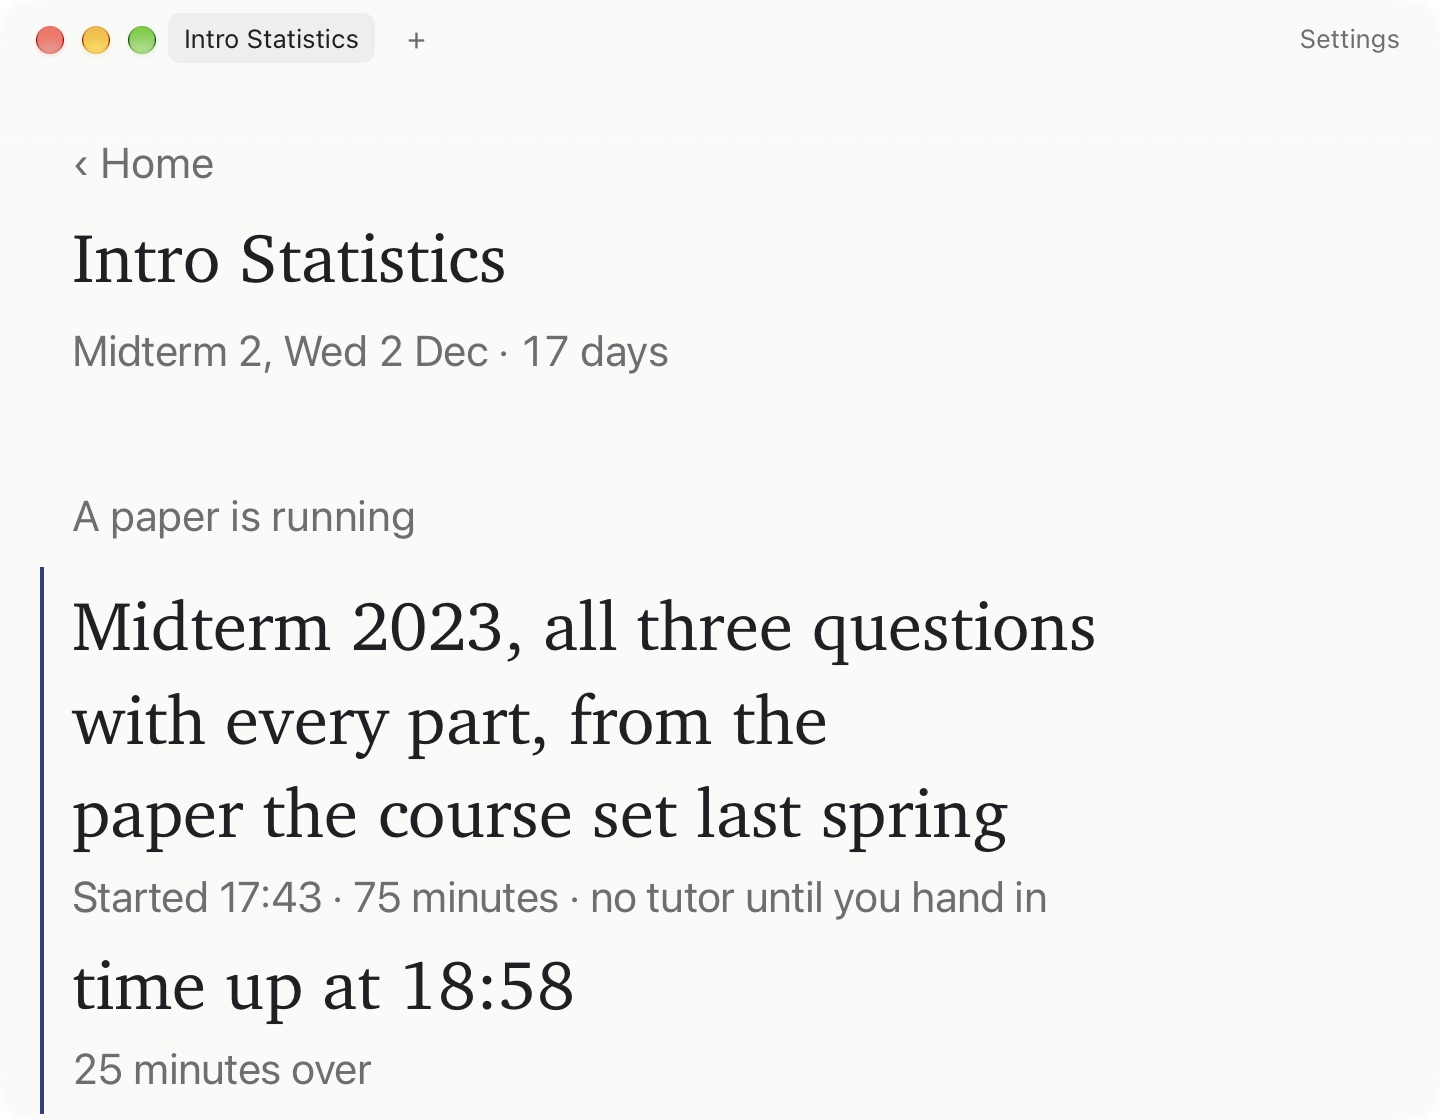 Intro Statistics
+
Settings
‹ Home
Intro Statistics
Midterm 2, Wed 2 Dec · 17 days
A paper is running
Midterm 2023, all three questions
with every part, from the
paper the course set last spring
Started 17:43 · 75 minutes · no tutor until you hand in
time up at 18:58
25 minutes over